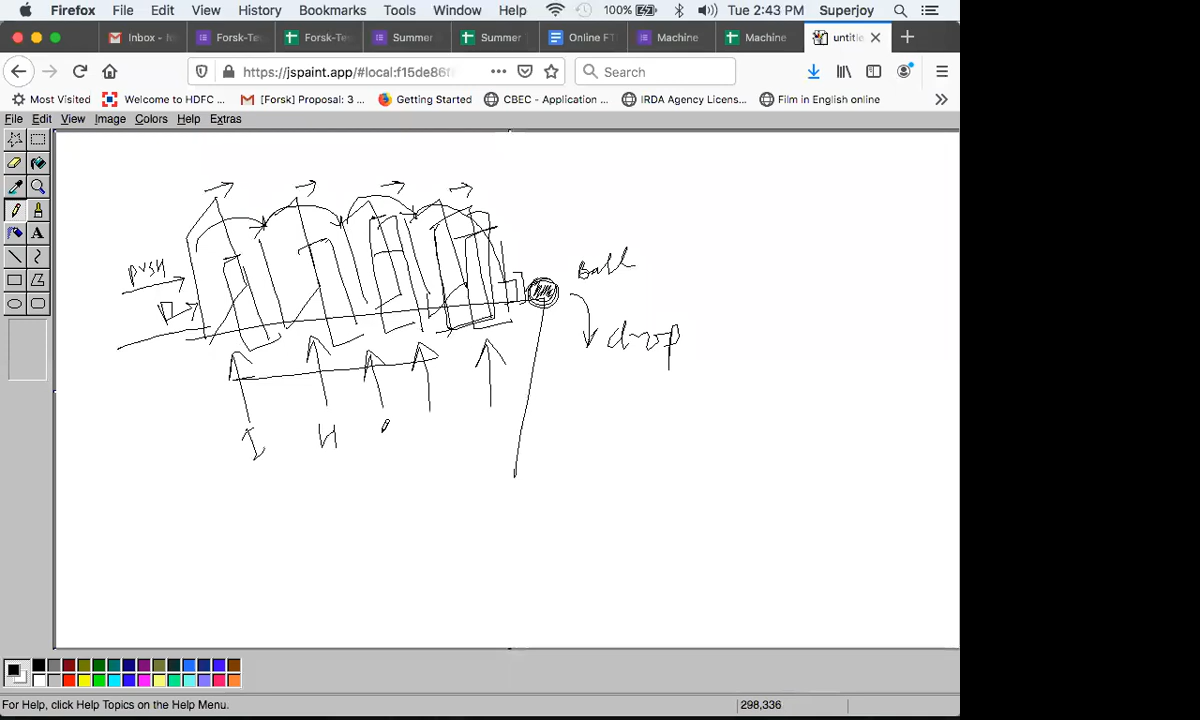 Firefox File Edit View History Bookmarks Tools Window Help 100% Tue 2:43 PM Superjoy
Inbox - Forsk-Te Forsk-Te Summer Summer Online FT Machine Machine untitl
https://jspaint.app/#local:f15de86f Search
Most Visited Welcome to HDFC ... [Forsk] Proposal: 3 ... Getting Started CBEC - Application ... IRDA Agency Licens... Film in English online
File Edit View Image Colors Help Extras
PUSH
Ball
drop
I H
For Help, click Help Topics on the Help Menu. 298,336